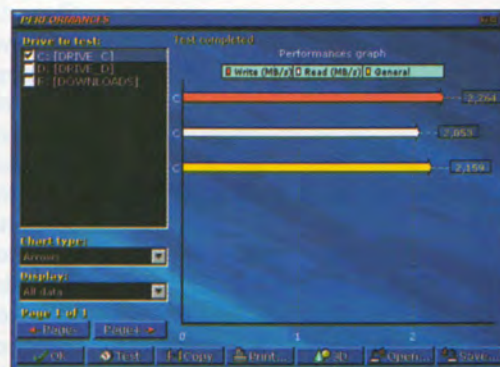 PERFORMANCES
Drive to test:
C: [DRIVE_C]
D: [DRIVE_D]
F: [DOWNLOADS]
Test completed
Performances graph
Write (MB/s) Read (MB/s) General
C 2,264
C 2,053
C 2,159
Chart type:
Arrows
Display:
All data
Page 1 of 1
Page- Page+
0 1 2
Ok Test Copy Print... 3D Open... Save...